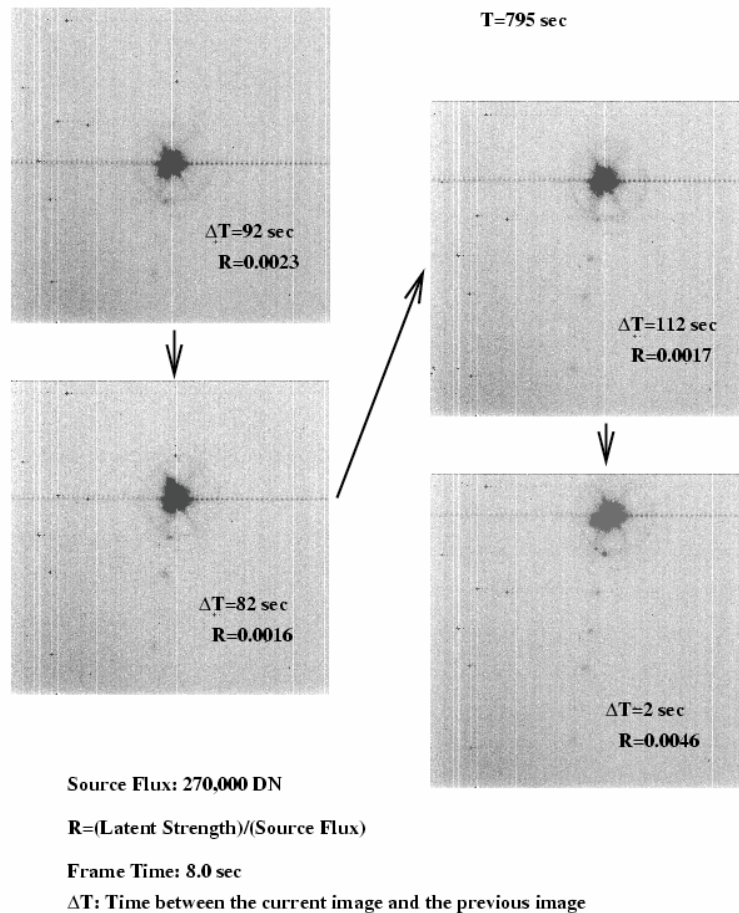 T=795 sec
ΔT=92 sec
R=0.0023
ΔT=82 sec
R=0.0016
ΔT=112 sec
R=0.0017
ΔT=2 sec
R=0.0046
Source Flux: 270,000 DN
R=(Latent Strength)/(Source Flux)
Frame Time: 8.0 sec
ΔT: Time between the current image and the previous image